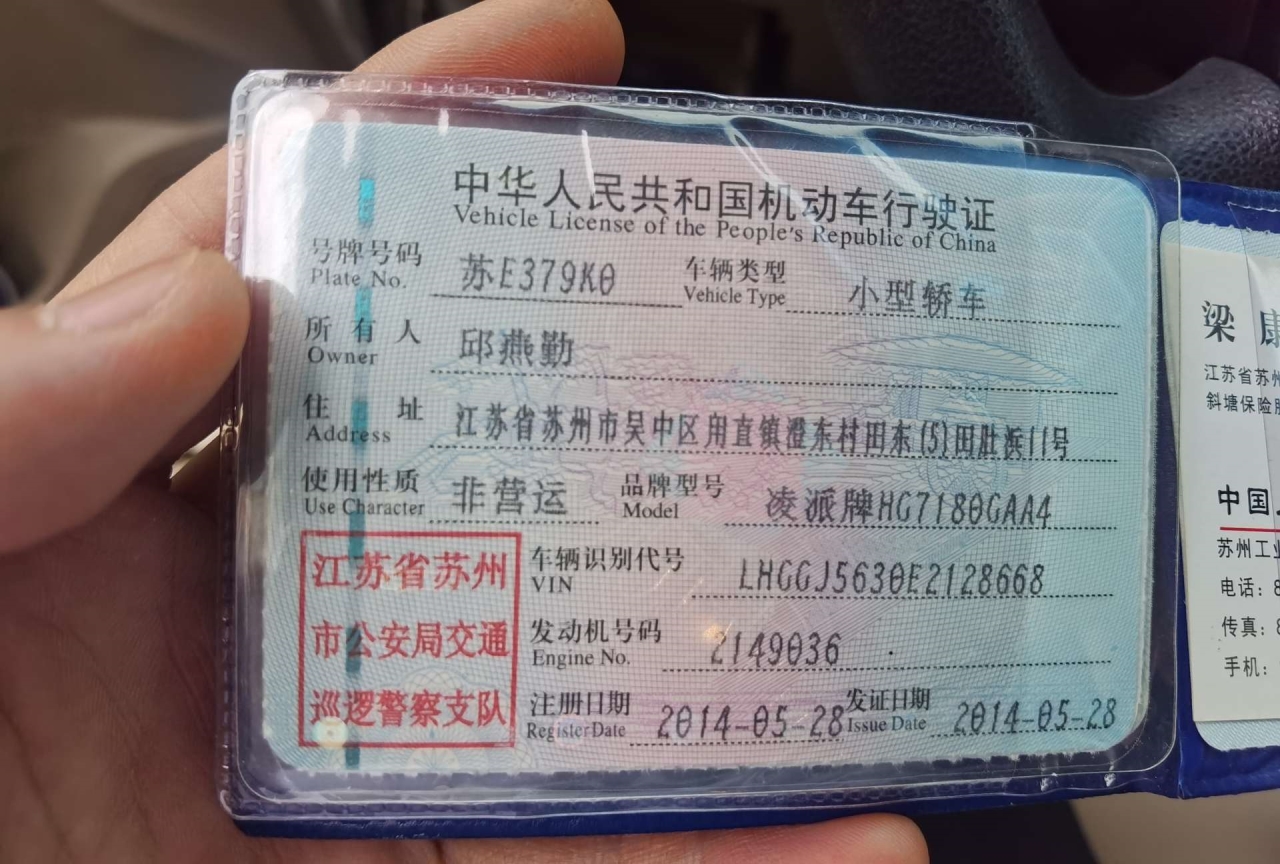 中华人民共和国机动车行驶证
Vehicle License of the People's Republic of China
号牌号码 苏E379K0 车辆类型 小型轿车
Plate No. Vehicle Type
所有人 邱燕勤
Owner
住址 江苏省苏州市吴中区甪直镇澄东村田东(5)田肚浜11号
Address
使用性质 非营运 品牌型号 凌派牌HG7180GAA4
Use Character Model
江苏省苏州
市公安局交通
巡逻警察支队
车辆识别代号 LHGGJ5630E2128668
VIN
发动机号码 2149036
Engine No.
注册日期 2014-05-28 发证日期 2014-05-28
Register Date Issue Date
梁康
江苏省苏州
斜塘保险
中国
苏州工业
电话：8
传真：8
手机：